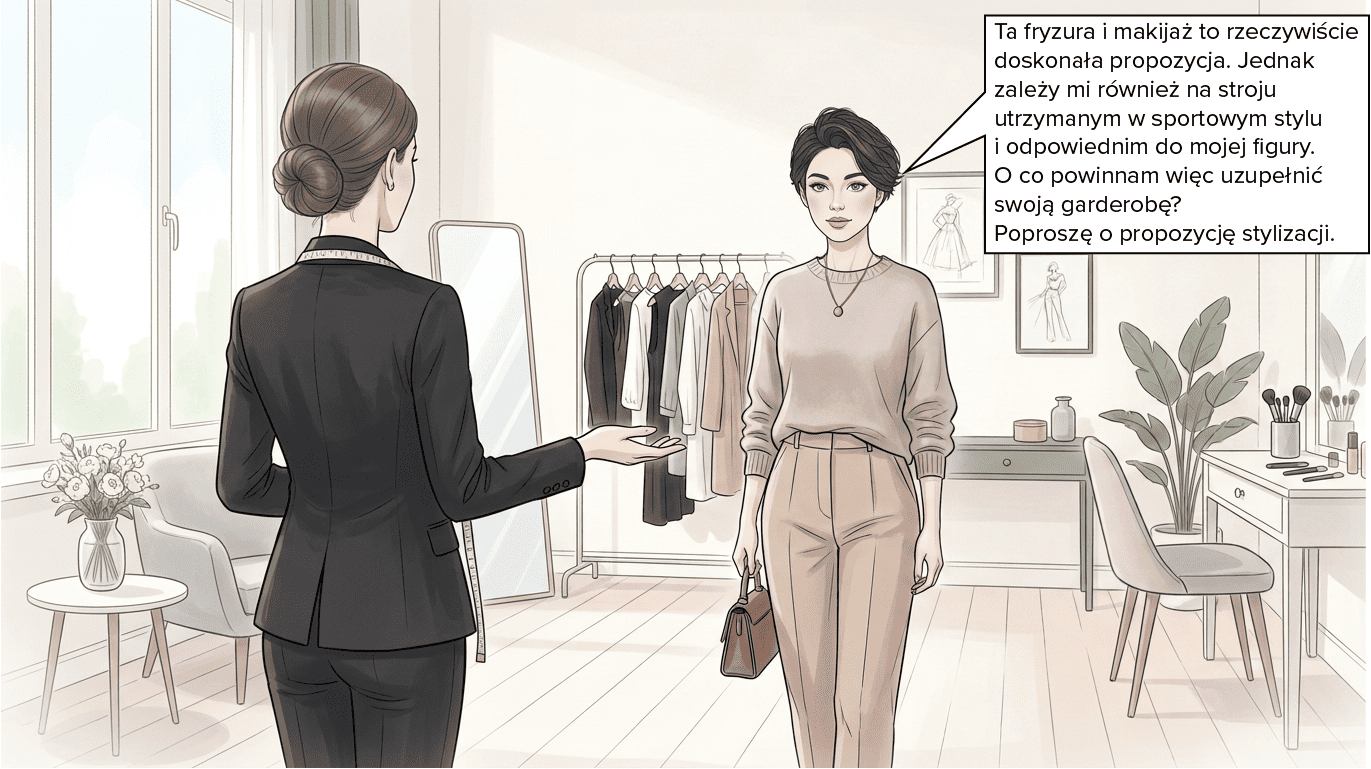 Ta fryzura i makijaż to rzeczywiście
doskonała propozycja. Jednak
zależy mi również na stroju
utrzymanym w sportowym stylu
i odpowiednim do mojej figury.
O co powinnam więc uzupełnić
swoją garderobę?
Poproszę o propozycję stylizacji.